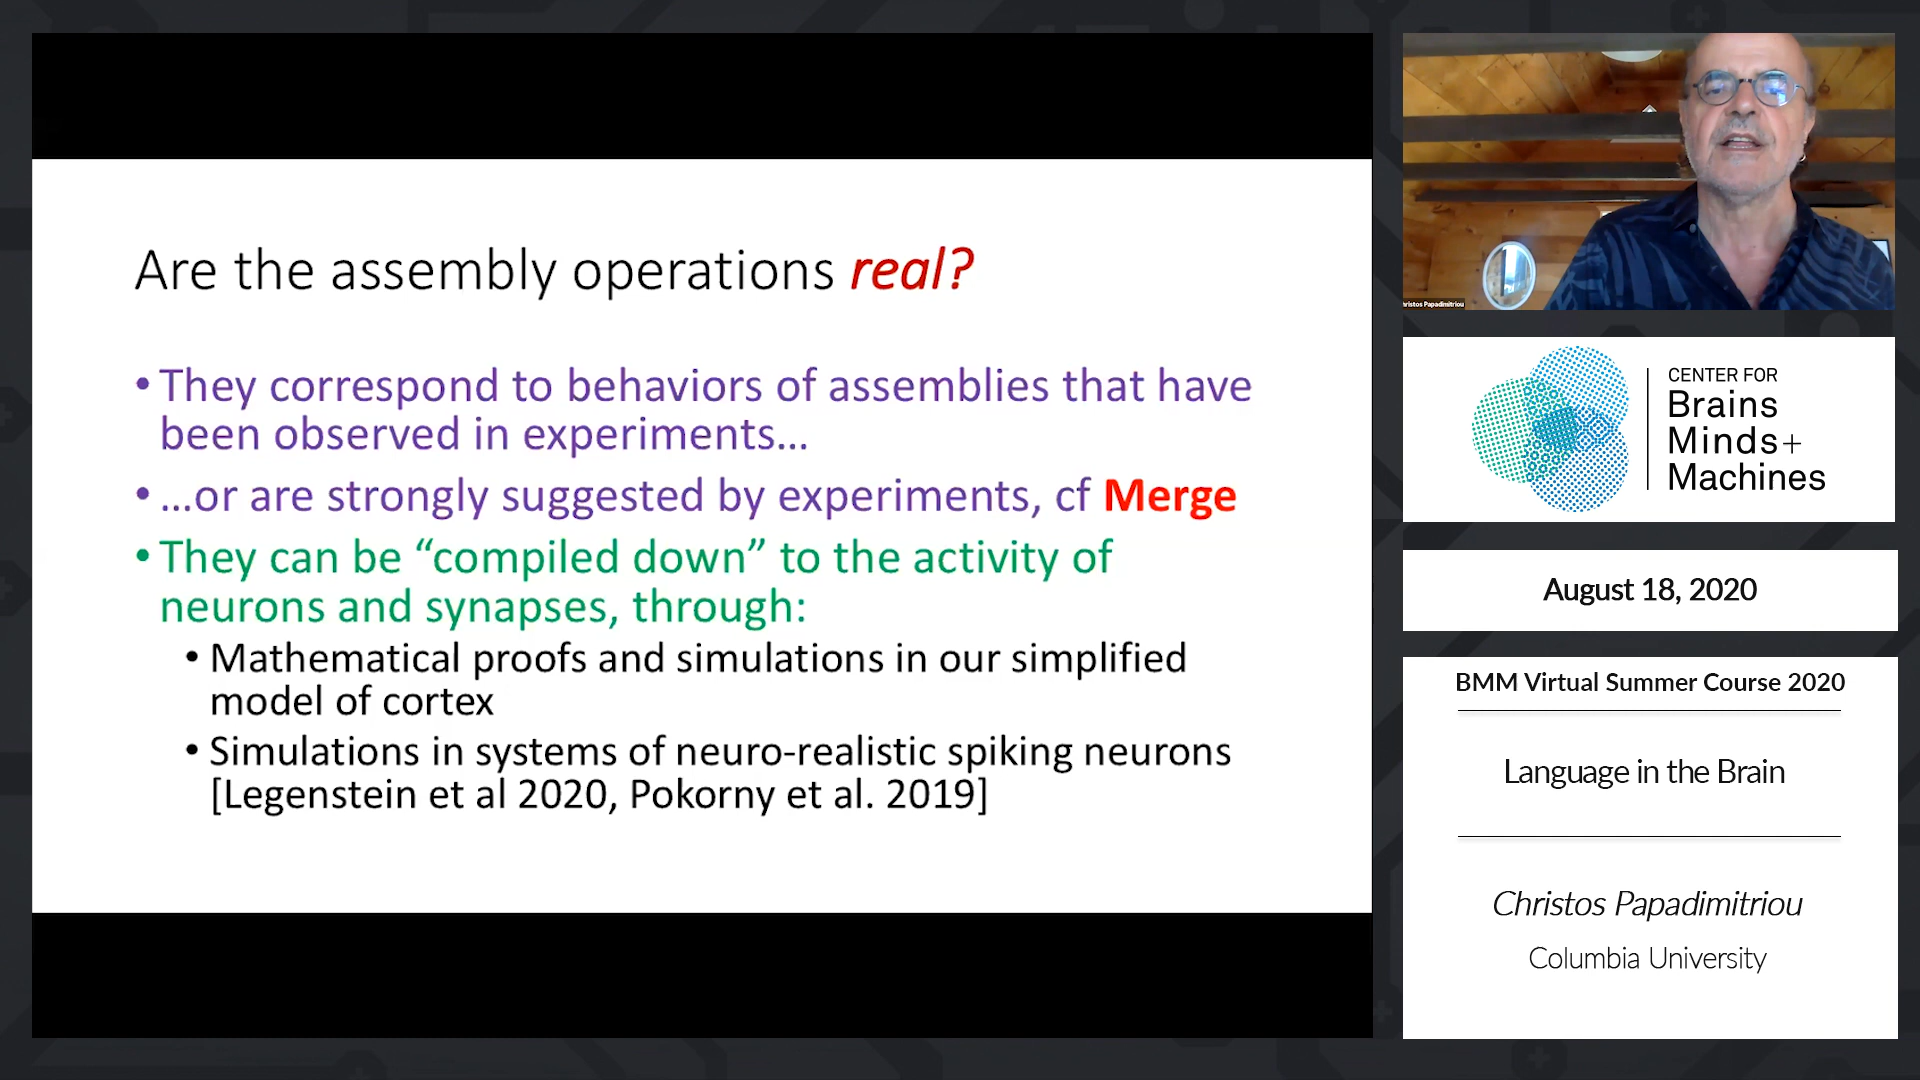 Are the assembly operations real?
• They correspond to behaviors of assemblies that have
been observed in experiments...
• ...or are strongly suggested by experiments, cf Merge
• They can be “compiled down” to the activity of
neurons and synapses, through:
• Mathematical proofs and simulations in our simplified
model of cortex
• Simulations in systems of neuro-realistic spiking neurons
[Legenstein et al 2020, Pokorny et al. 2019]
Christos Papadimitriou
CENTER FOR
Brains
Minds+
Machines
August 18, 2020
BMM Virtual Summer Course 2020
Language in the Brain
Christos Papadimitriou
Columbia University